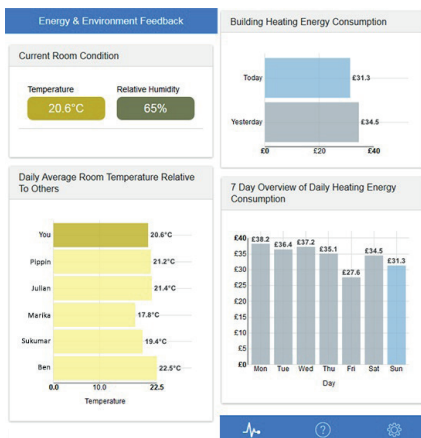 Energy & Environment Feedback
Current Room Condition
Temperature
Relative Humidity
20.6°C
65%
Daily Average Room Temperature Relative
To Others
You
20.6°C
Pippin
21.2°C
Julian
21.4°C
Marika
17.8°C
Sukumar
19.4°C
Ben
22.5°C
0.0
10.0
22.5
Temperature
Building Heating Energy Consumption
Today
£31.3
Yesterday
£34.5
£0
£20
£40
7 Day Overview of Daily Heating Energy
Consumption
£40
£35
£30
£25
£20
£15
£10
£5
£0
£38.2
£36.4
£37.2
£35.1
£27.6
£34.5
£31.3
Mon
Tue
Wed
Thu
Fri
Sat
Sun
Day
?